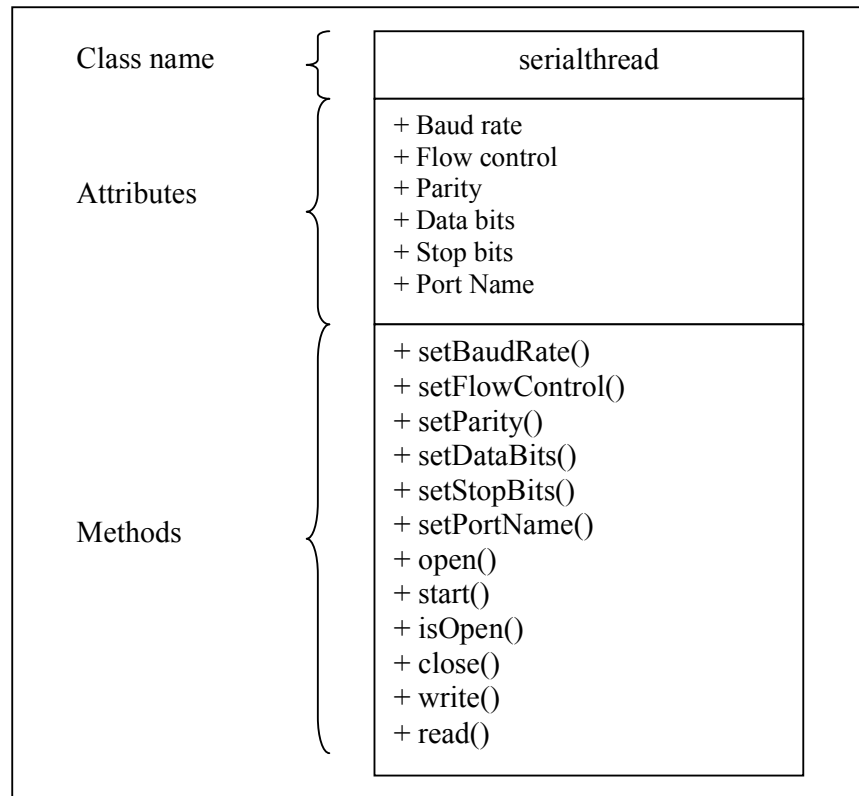 Class name
serialthread
Attributes
+ Baud rate
+ Flow control
+ Parity
+ Data bits
+ Stop bits
+ Port Name
Methods
+ setBaudRate()
+ setFlowControl()
+ setParity()
+ setDataBits()
+ setStopBits()
+ setPortName()
+ open()
+ start()
+ isOpen()
+ close()
+ write()
+ read()